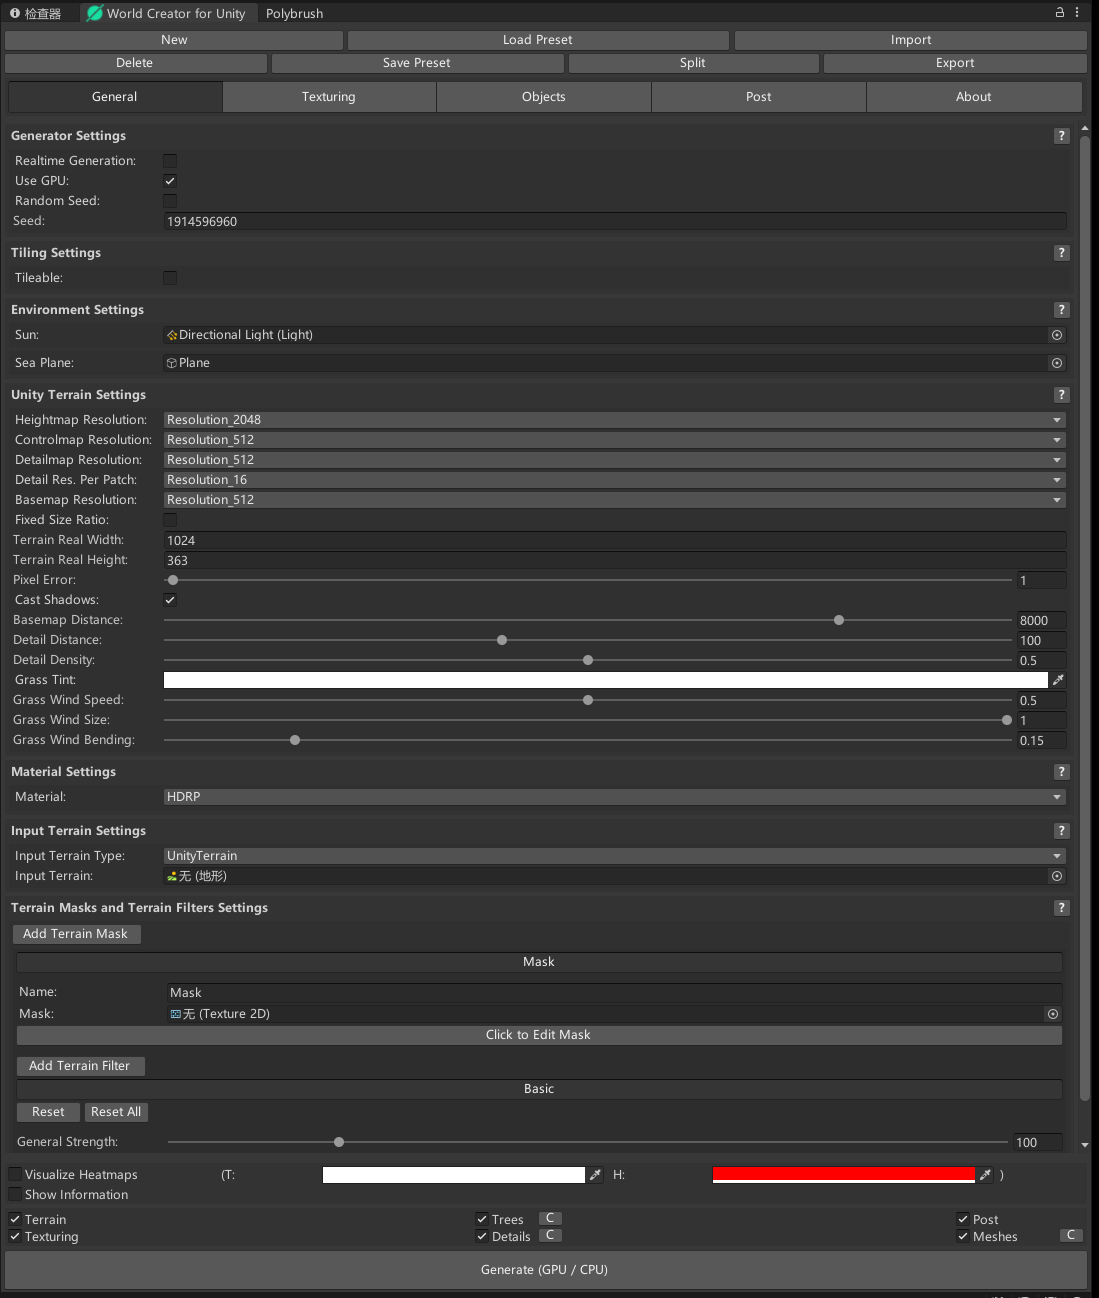 检查器 World Creator for Unity Polybrush
New Load Preset Import
Delete Save Preset Split Export
General Texturing Objects Post About
Generator Settings ?
Realtime Generation:
Use GPU:
Random Seed:
Seed: 1914596960
Tiling Settings ?
Tileable:
Environment Settings ?
Sun: Directional Light (Light)
Sea Plane: Plane
Unity Terrain Settings ?
Heightmap Resolution: Resolution_2048
Controlmap Resolution: Resolution_512
Detailmap Resolution: Resolution_512
Detail Res. Per Patch: Resolution_16
Basemap Resolution: Resolution_512
Fixed Size Ratio:
Terrain Real Width: 1024
Terrain Real Height: 363
Pixel Error: 1
Cast Shadows:
Basemap Distance: 8000
Detail Distance: 100
Detail Density: 0.5
Grass Tint:
Grass Wind Speed: 0.5
Grass Wind Size: 1
Grass Wind Bending: 0.15
Material Settings ?
Material: HDRP
Input Terrain Settings ?
Input Terrain Type: UnityTerrain
Input Terrain: 无 (地形)
Terrain Masks and Terrain Filters Settings ?
Add Terrain Mask
Mask
Name: Mask
Mask: 无 (Texture 2D)
Click to Edit Mask
Add Terrain Filter
Basic
Reset Reset All
General Strength: 100
Visualize Heatmaps (T: H: )
Show Information
Terrain Trees C Post
Texturing Details C Meshes C
Generate (GPU / CPU)